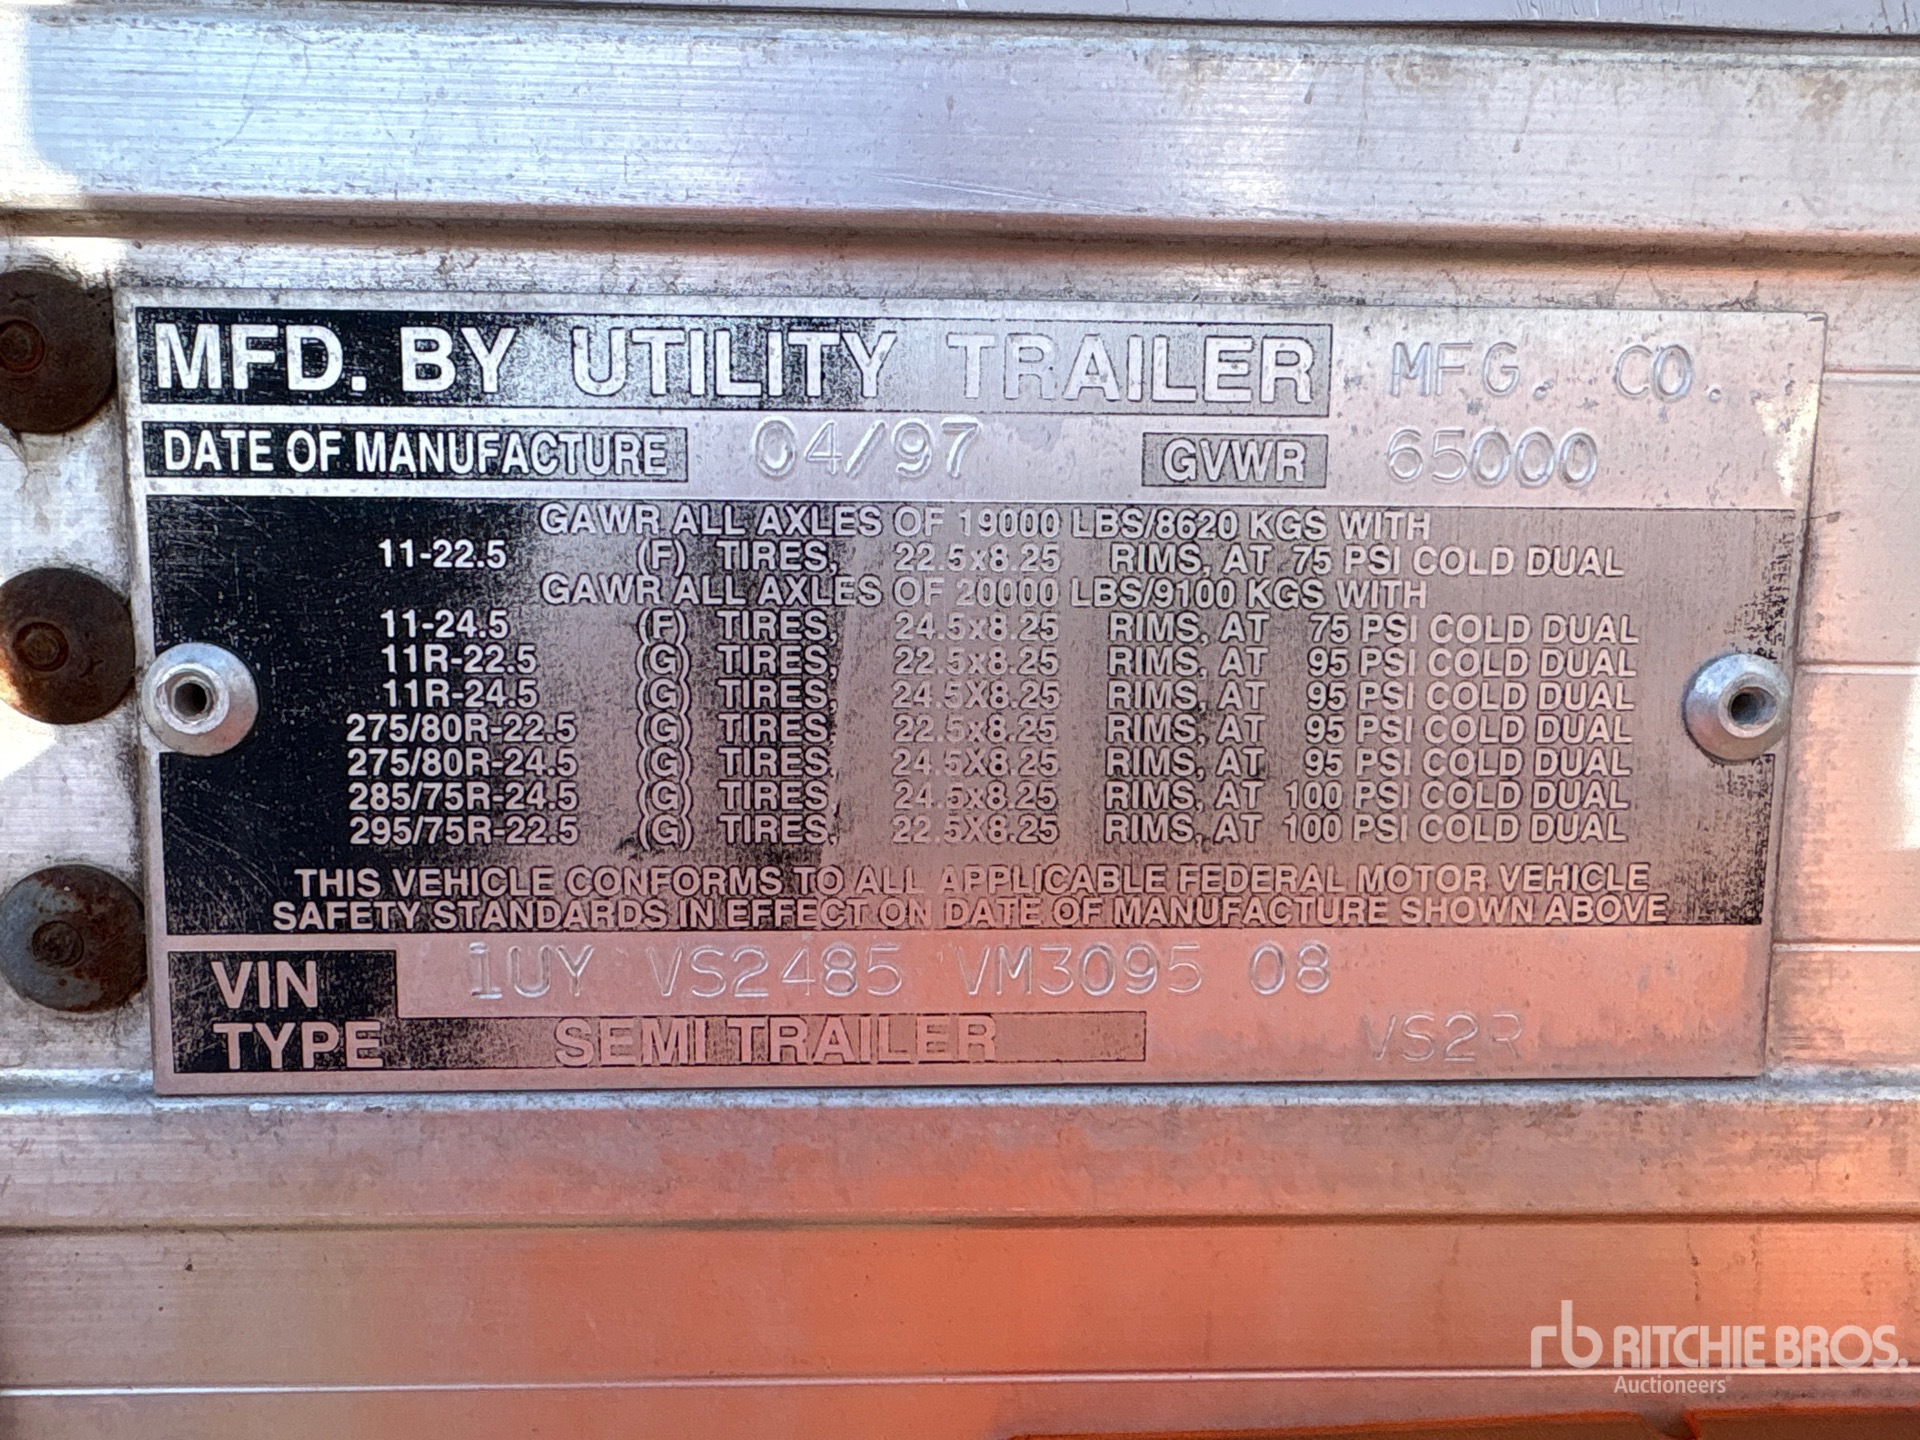 MFD. BY UTILITY TRAILER MFG. CO.
DATE OF MANUFACTURE 04/97 GVWR 65000
GAWR ALL AXLES OF 19000 LBS/8620 KGS WITH
11-22.5 (F) TIRES, 22.5x8.25 RIMS, AT 75 PSI COLD DUAL
GAWR ALL AXLES OF 20000 LBS/9100 KGS WITH
11-24.5 (F) TIRES, 24.5x8.25 RIMS, AT 75 PSI COLD DUAL
11R-22.5 (G) TIRES, 22.5x8.25 RIMS, AT 95 PSI COLD DUAL
11R-24.5 (G) TIRES, 24.5X8.25 RIMS, AT 95 PSI COLD DUAL
275/80R-22.5 (G) TIRES, 22.5x8.25 RIMS, AT 95 PSI COLD DUAL
275/80R-24.5 (G) TIRES, 24.5X8.25 RIMS, AT 95 PSI COLD DUAL
285/75R-24.5 (G) TIRES, 24.5x8.25 RIMS, AT 100 PSI COLD DUAL
295/75R-22.5 (G) TIRES, 22.5X8.25 RIMS, AT 100 PSI COLD DUAL
THIS VEHICLE CONFORMS TO ALL APPLICABLE FEDERAL MOTOR VEHICLE
SAFETY STANDARDS IN EFFECT ON DATE OF MANUFACTURE SHOWN ABOVE
VIN 1UY VS2485 VM3095 08
TYPE SEMI TRAILER VS2R
rb RITCHIE BROS.
Auctioneers